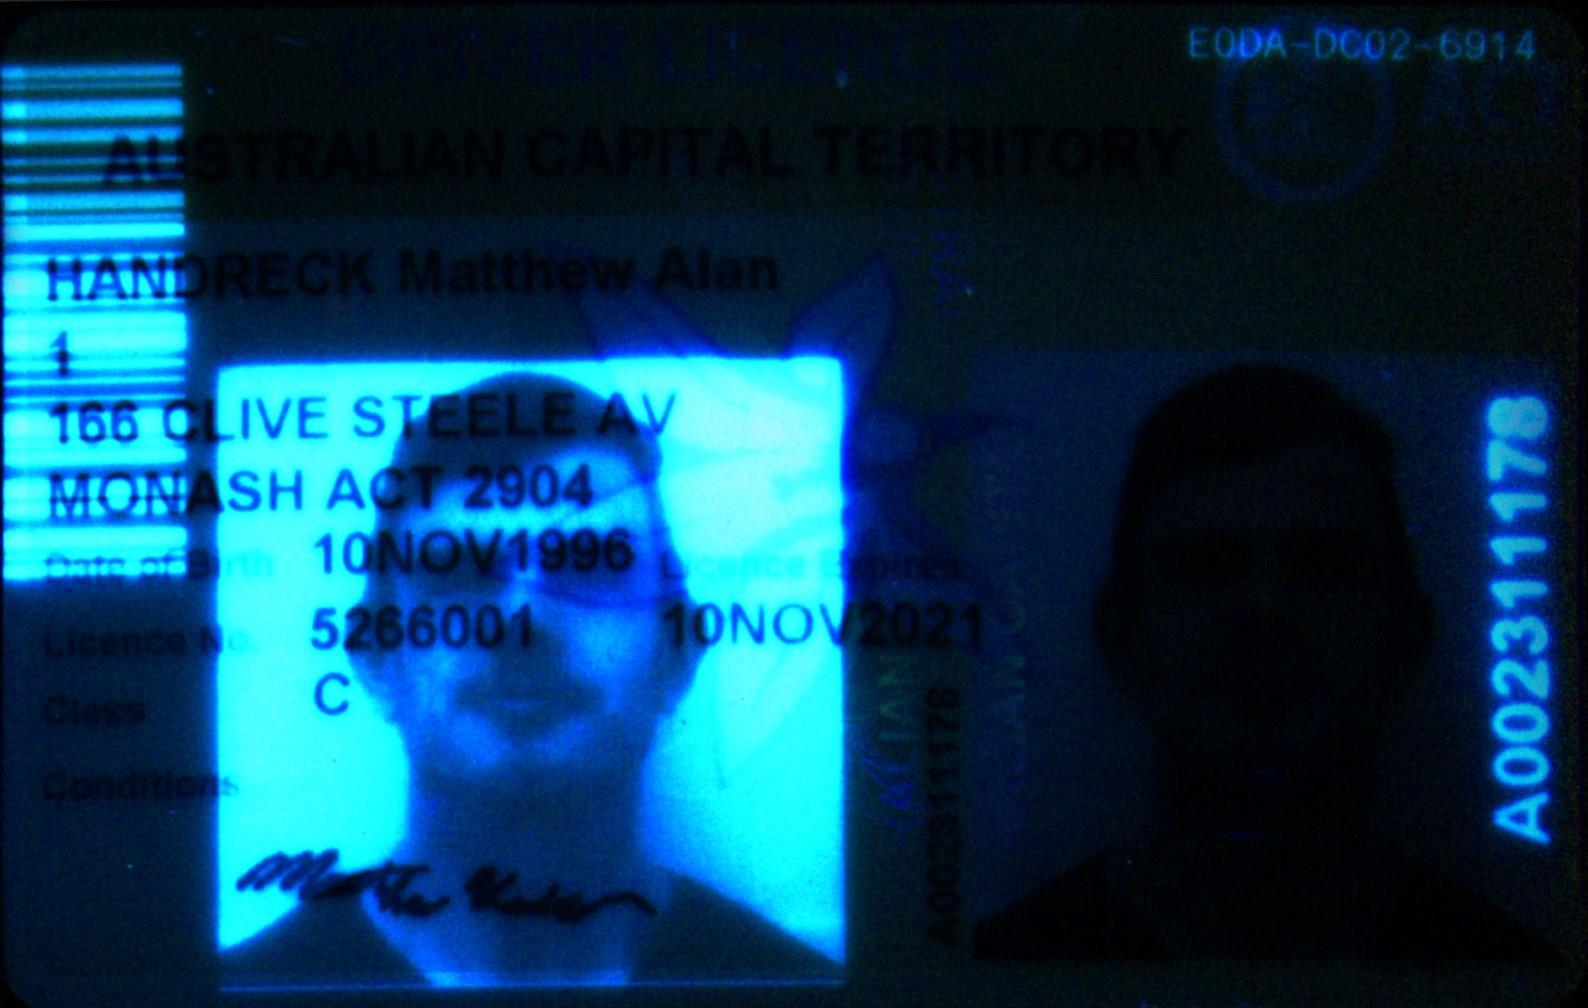 DRIVER LICENCE
E0DA-DC02-6914
ACT
AUSTRALIAN CAPITAL TERRITORY
HANDRECK Matthew Alan
1
166 CLIVE STEELE AV
MONASH ACT 2904
Date of Birth 10NOV1996 Licence Expires
Licence No. 5266001 10NOV2021
Class C
Conditions
A002311178
A002311178